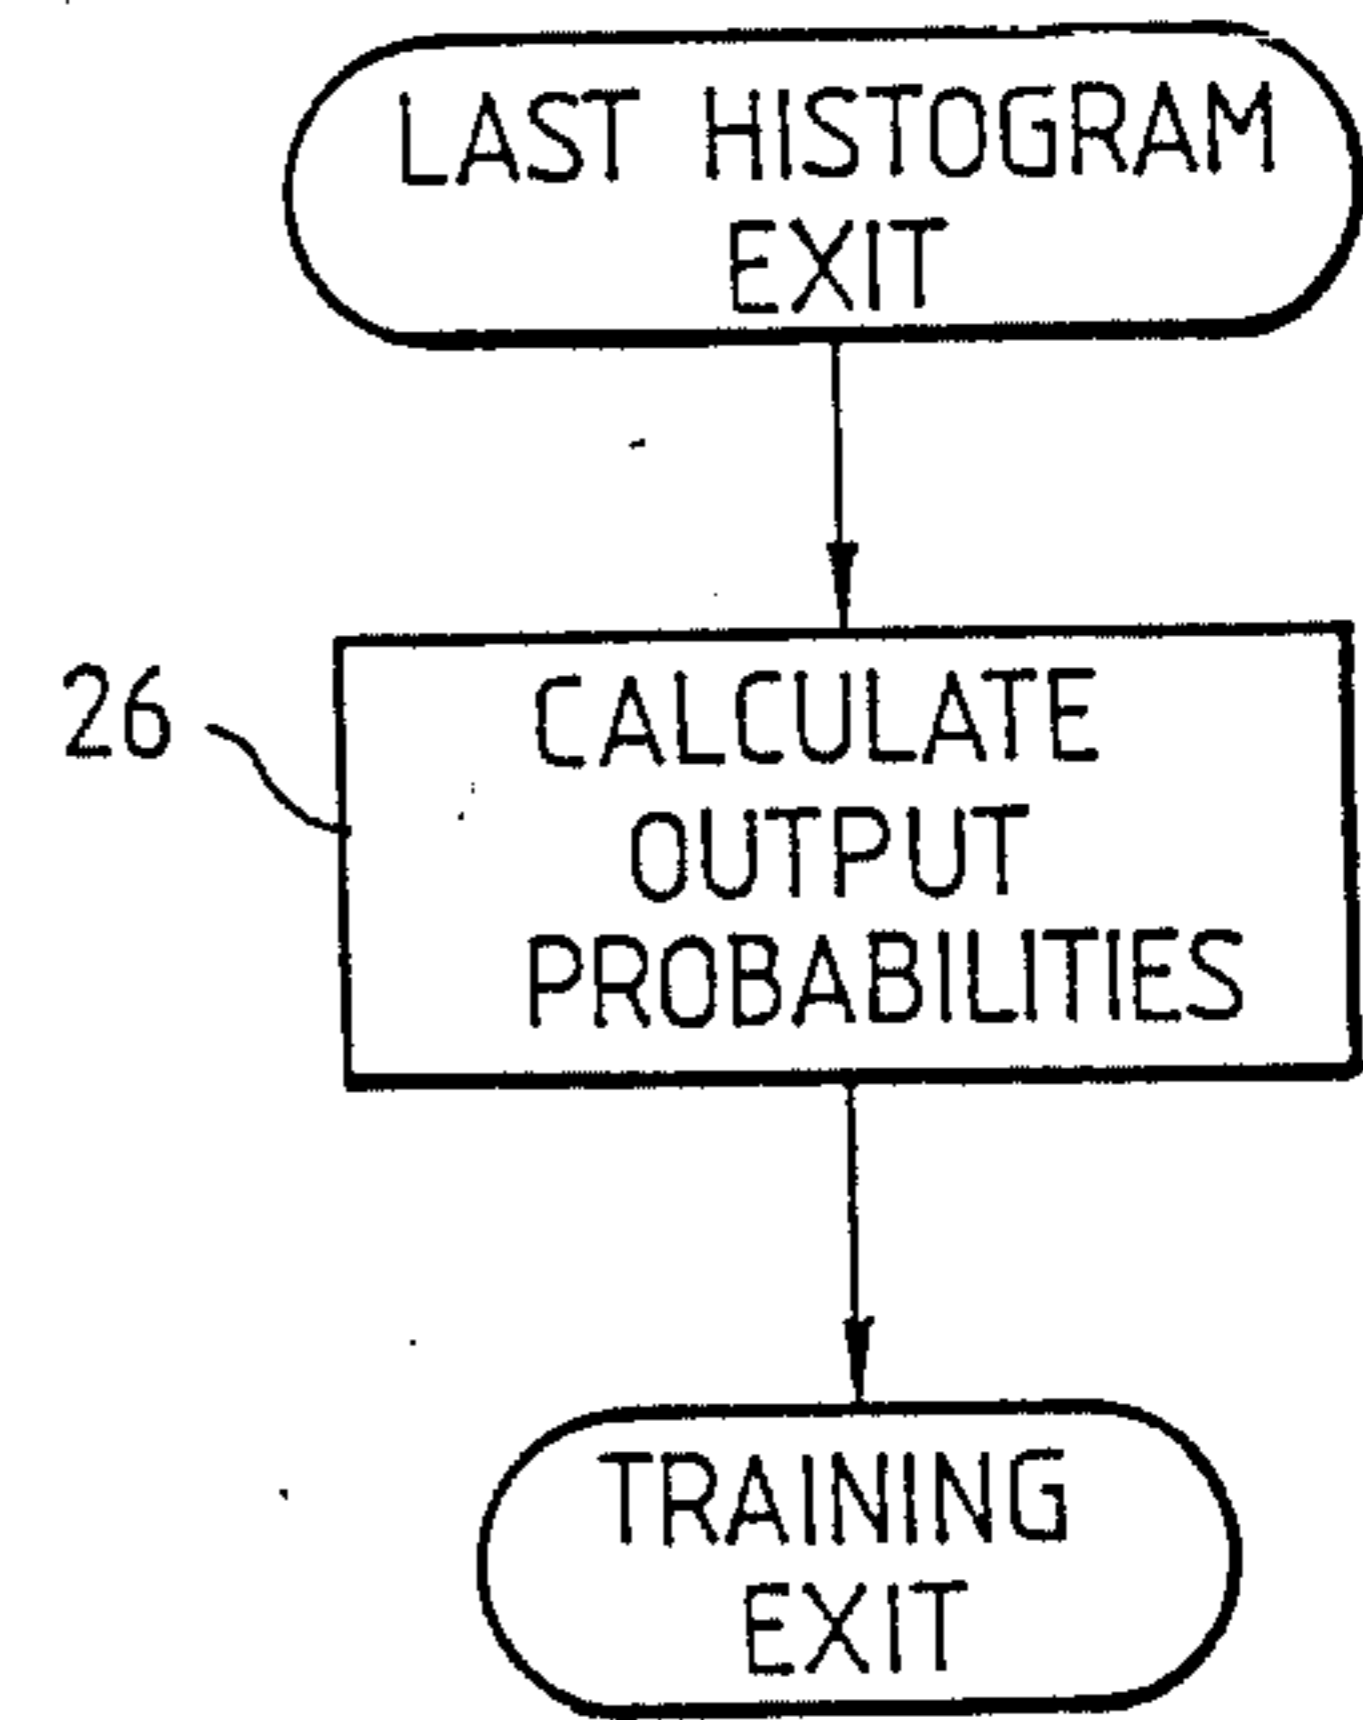 LAST HISTOGRAM
EXIT
26
CALCULATE
OUTPUT
PROBABILITIES
TRAINING
EXIT